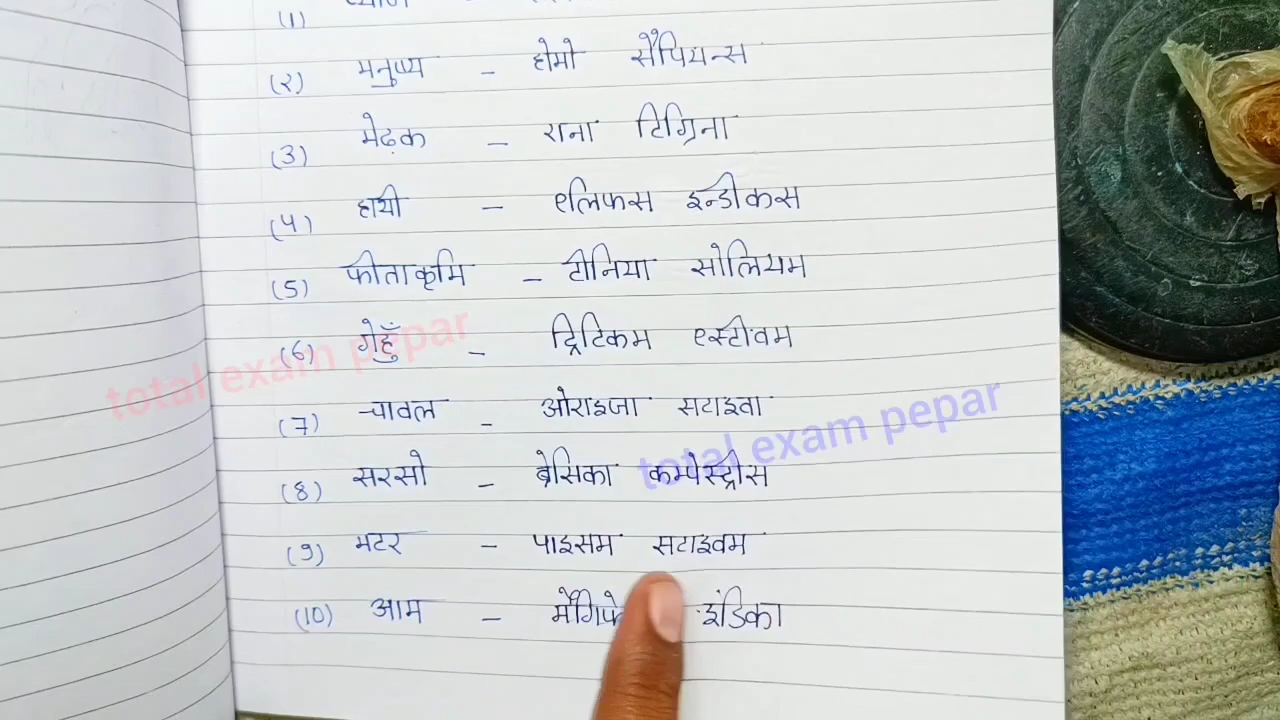 (1)
(२) मनुष्य - होमो सैंपियन्स
(3) मेढ़क - राना टिग्रिना
(4) हाथी - एलिफस इन्डीकस
(5) फीताकृमि - टीनिया सोलियम
(6) गेहुँ - ट्रिटिकम एस्टीवम
(7) चावल - ओराइजा सटाइवा
(8) सरसो - ब्रेसिका कम्पेस्ट्रीस
(9) मटर - पाइसम सटाइवम
(10) आम - इंडिका
total exam pepar
total exam pepar